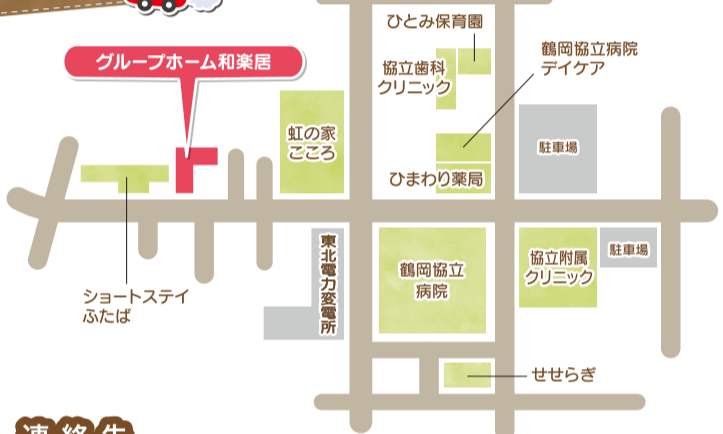 ひとみ保育園
鶴岡協立病院
デイケア
グループホーム和楽居
協立歯科
クリニック
虹の家
こころ
駐車場
ひまわり薬局
東北電力変電所
鶴岡協立
病院
協立附属
クリニック
駐車場
ショートステイ
ふたば
せせらぎ
連絡先